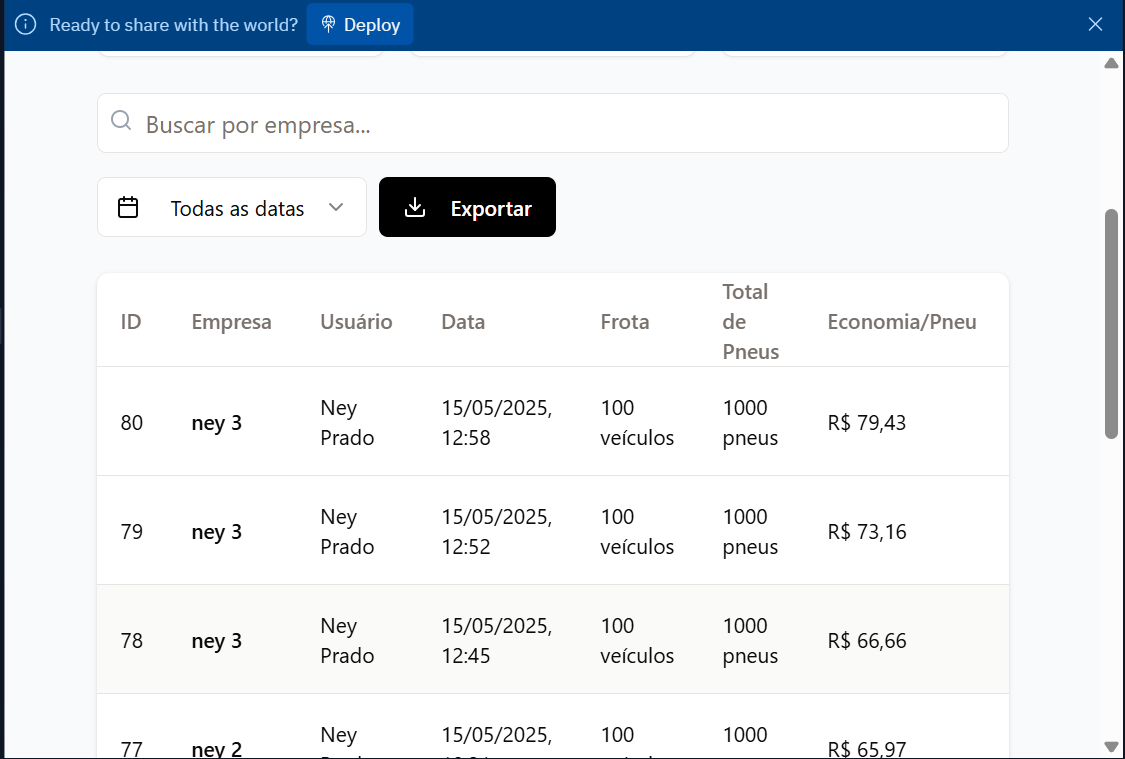 Ready to share with the world? Deploy
Buscar por empresa...
Todas as datas
Exportar
ID Empresa Usuário Data Frota Total de Pneus Economia/Pneu
80 ney 3 Ney Prado 15/05/2025, 12:58 100 veículos 1000 pneus R$ 79,43
79 ney 3 Ney Prado 15/05/2025, 12:52 100 veículos 1000 pneus R$ 73,16
78 ney 3 Ney Prado 15/05/2025, 12:45 100 veículos 1000 pneus R$ 66,66
77 ney 2 Ney 15/05/2025, 100 1000 R$ 65,97